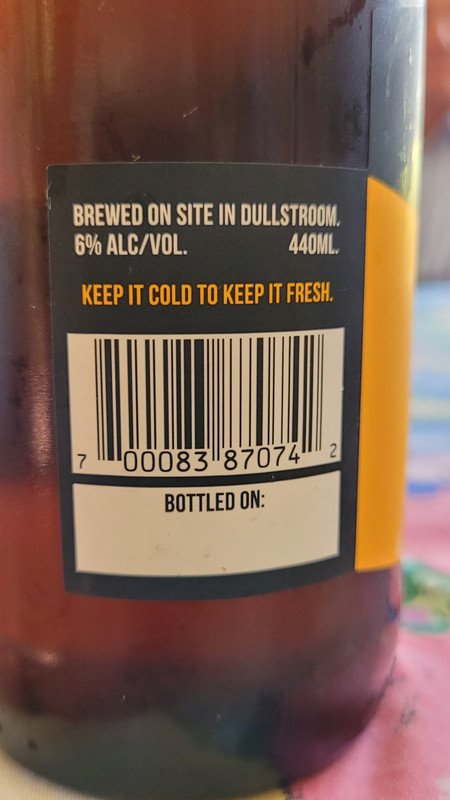 BREWED ON SITE IN DULLSTROOM.
6% ALC/VOL. 440ML.
KEEP IT COLD TO KEEP IT FRESH.
7 00083 87074 2
BOTTLED ON: